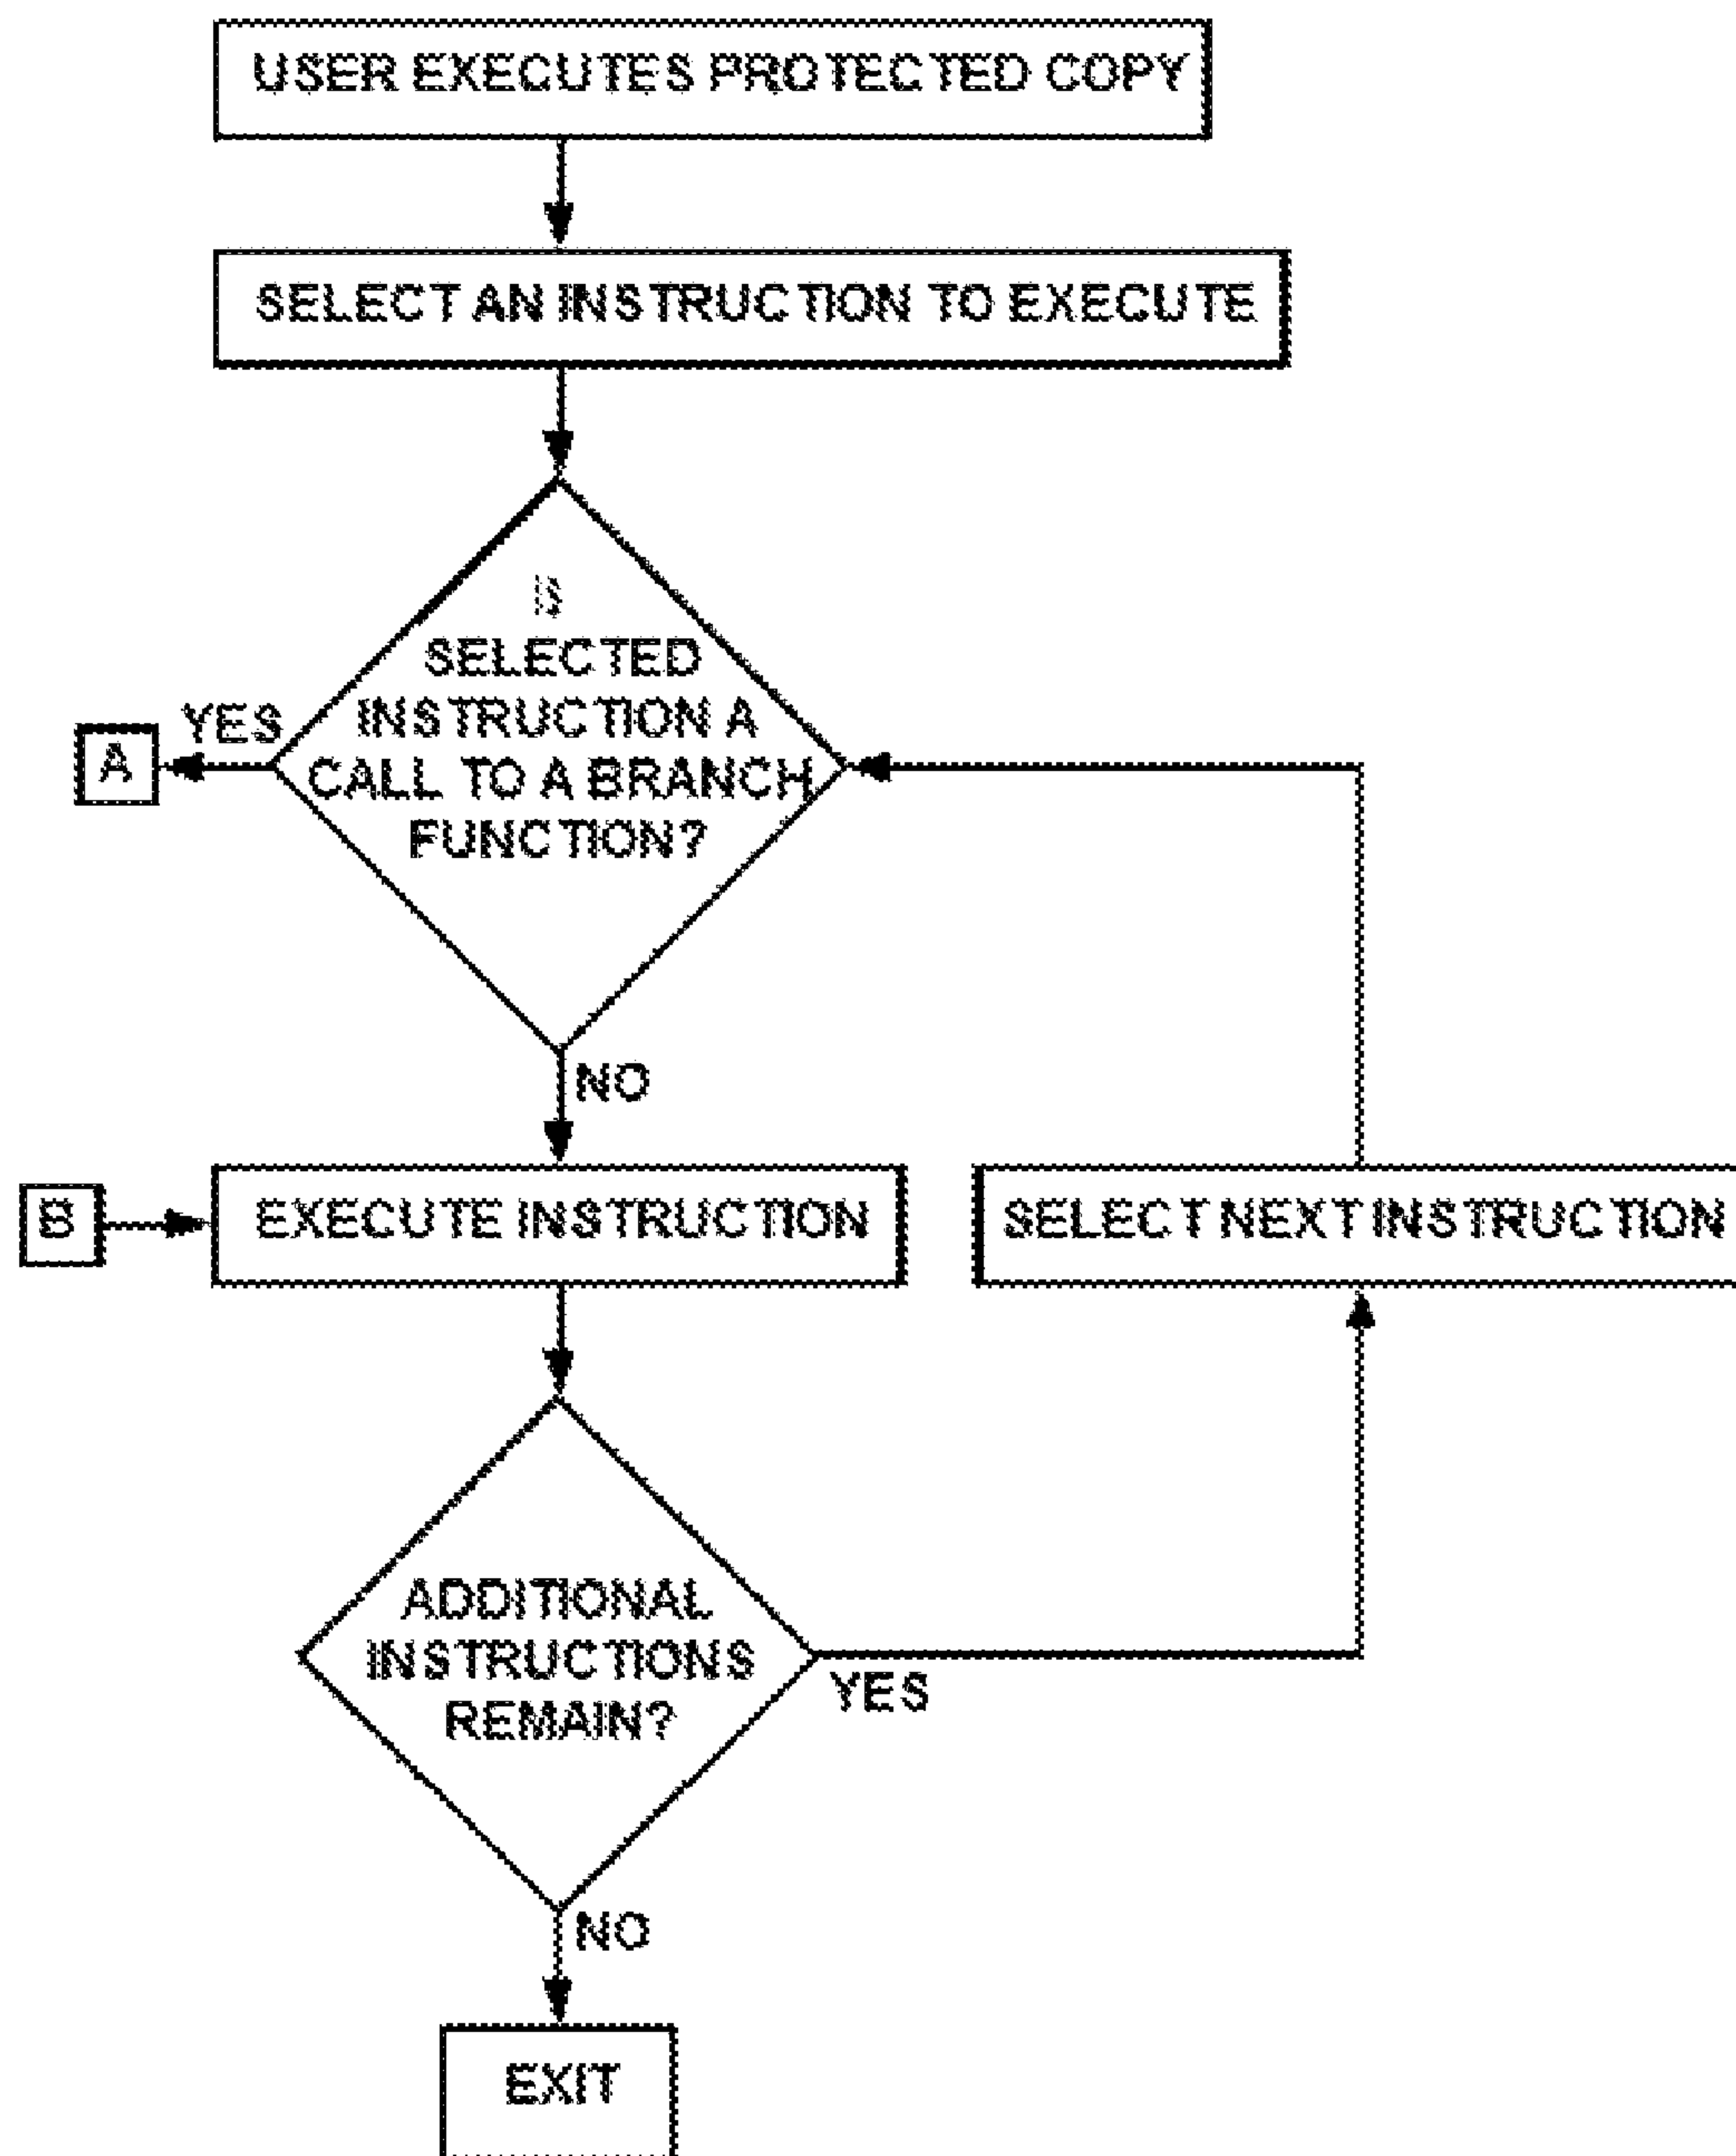 USER EXECUTES PROTECTED COPY
SELECT AN INSTRUCTION TO EXECUTE
IS
SELECTED
INSTRUCTION A
CALL TO A BRANCH
FUNCTION?
YES
A
NO
B
EXECUTE INSTRUCTION
SELECT NEXT INSTRUCTION
ADDITIONAL
INSTRUCTIONS
REMAIN?
YES
NO
EXIT